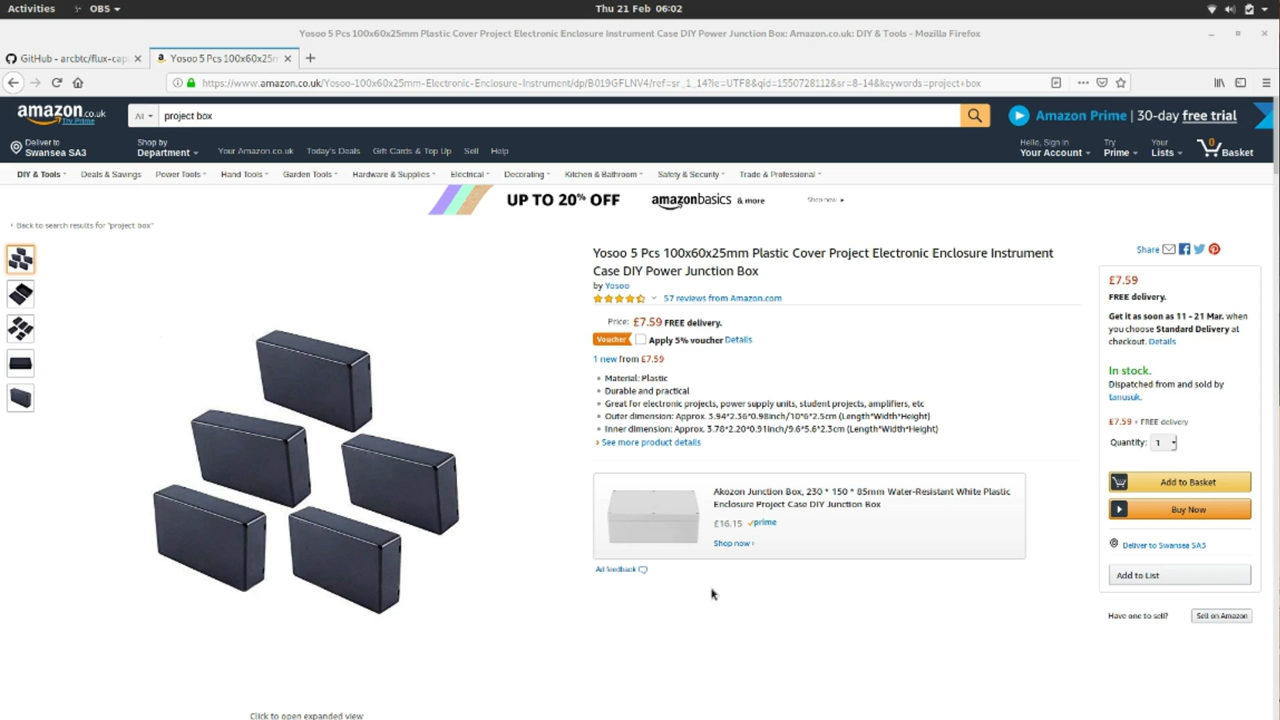 Activities OBS Thu 21 Feb 06:02
Yosoo 5 Pcs 100x60x25mm Plastic Cover Project Electronic Enclosure Instrument Case DIY Power Junction Box: Amazon.co.uk: DIY & Tools - Mozilla Firefox
GitHub - arcbtc/flux-cap Yosoo 5 Pcs 100x60x25m
https://www.amazon.co.uk/Yosoo-100x60x25mm-Electronic-Enclosure-Instrument/dp/B019GFLNV4/ref=sr_1_14?ie=UTF8&qid=1550728112&sr=8-14&keywords=project+box
amazon.co.uk
Try Prime
All project box
Amazon Prime | 30-day free trial
Deliver to
Swansea SA3
Shop by
Department
Your Amazon.co.uk Today's Deals Gift Cards & Top Up Sell Help
Hello, Sign in
Your Account
Try
Prime
Your
Lists
0
Basket
DIY & Tools Deals & Savings Power Tools Hand Tools Garden Tools Hardware & Supplies Electrical Decorating Kitchen & Bathroom Safety & Security Trade & Professional
UP TO 20% OFF amazonbasics & more Shop now
‹ Back to search results for "project box"
Yosoo 5 Pcs 100x60x25mm Plastic Cover Project Electronic Enclosure Instrument
Case DIY Power Junction Box
by Yosoo
57 reviews from Amazon.com
Price: £7.59 FREE delivery.
Voucher Apply 5% voucher Details
1 new from £7.59
• Material: Plastic
• Durable and practical
• Great for electronic projects, power supply units, student projects, amplifiers, etc
• Outer dimension: Approx. 3.94*2.36*0.98inch/10*6*2.5cm (Length*Width*Height)
• Inner dimension: Approx. 3.78*2.20*0.91inch/9.6*5.6*2.3cm (Length*Width*Height)
› See more product details
Akozon Junction Box, 230 * 150 * 85mm Water-Resistant White Plastic
Enclosure Project Case DIY Junction Box
£16.15 prime
Shop now ›
Ad feedback
Click to open expanded view
Share
£7.59
FREE delivery.
Get it as soon as 11 - 21 Mar. when
you choose Standard Delivery at
checkout. Details
In stock.
Dispatched from and sold by
tanusuk.
£7.59 + FREE delivery
Quantity: 1
Add to Basket
Buy Now
Deliver to Swansea SA3
Add to List
Have one to sell? Sell on Amazon